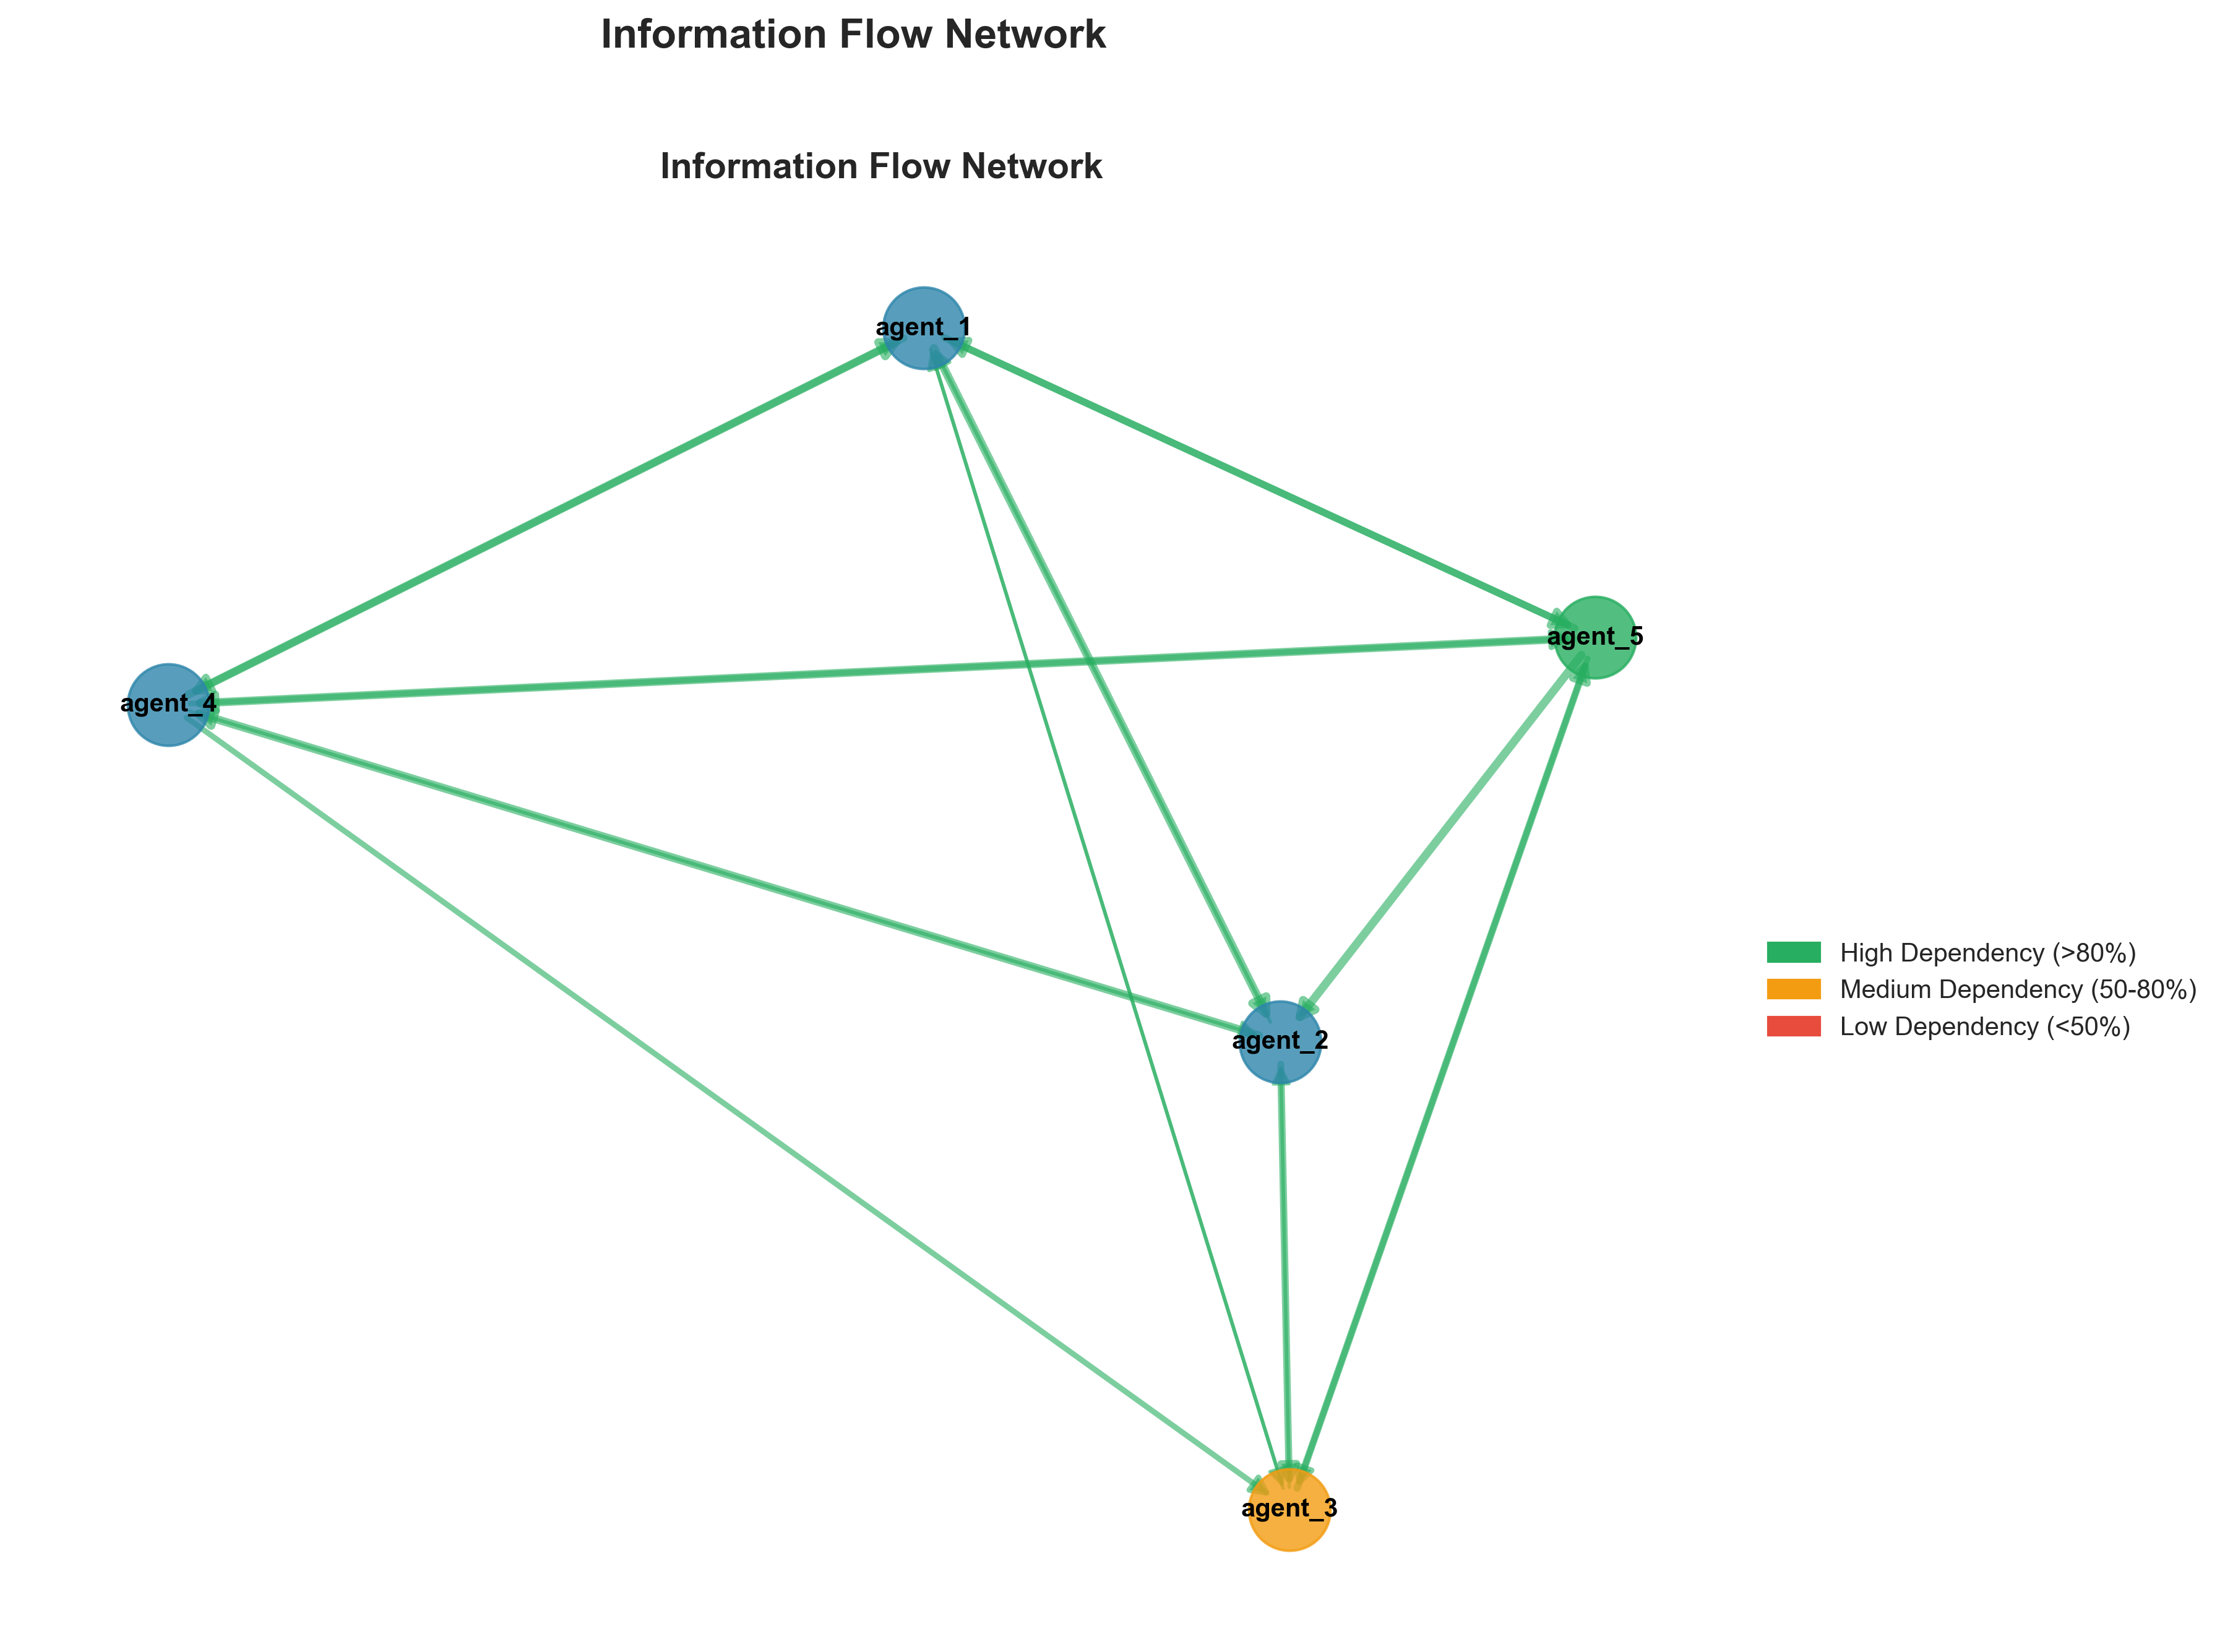 Information Flow Network
Information Flow Network
agent_1
agent_5
agent_4
High Dependency (>80%)
Medium Dependency (50-80%)
Low Dependency (<50%)
agent_2
agent_3